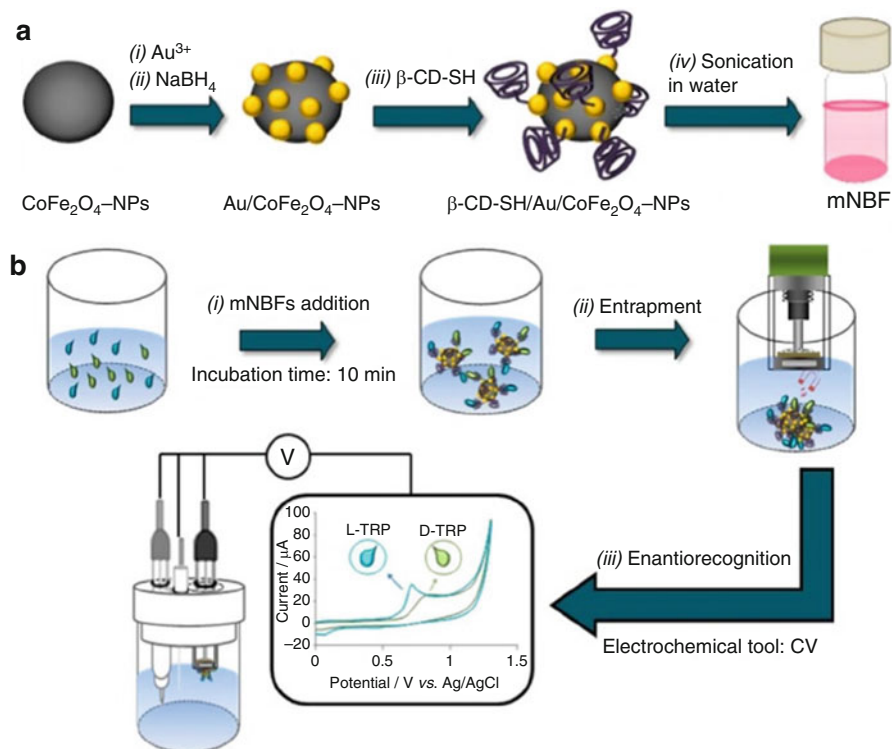 a
(i) Au³⁺
(ii) NaBH₄
(iii) β-CD-SH
(iv) Sonication
in water
CoFe₂O₄–NPs
Au/CoFe₂O₄–NPs
β-CD-SH/Au/CoFe₂O₄–NPs
mNBF
b
(i) mNBFs addition
Incubation time: 10 min
(ii) Entrapment
V
L-TRP
D-TRP
Current / μA
100
80
60
40
20
0
–20
0
0.5
1
1.5
Potential / V vs. Ag/AgCl
(iii) Enantiorecognition
Electrochemical tool: CV